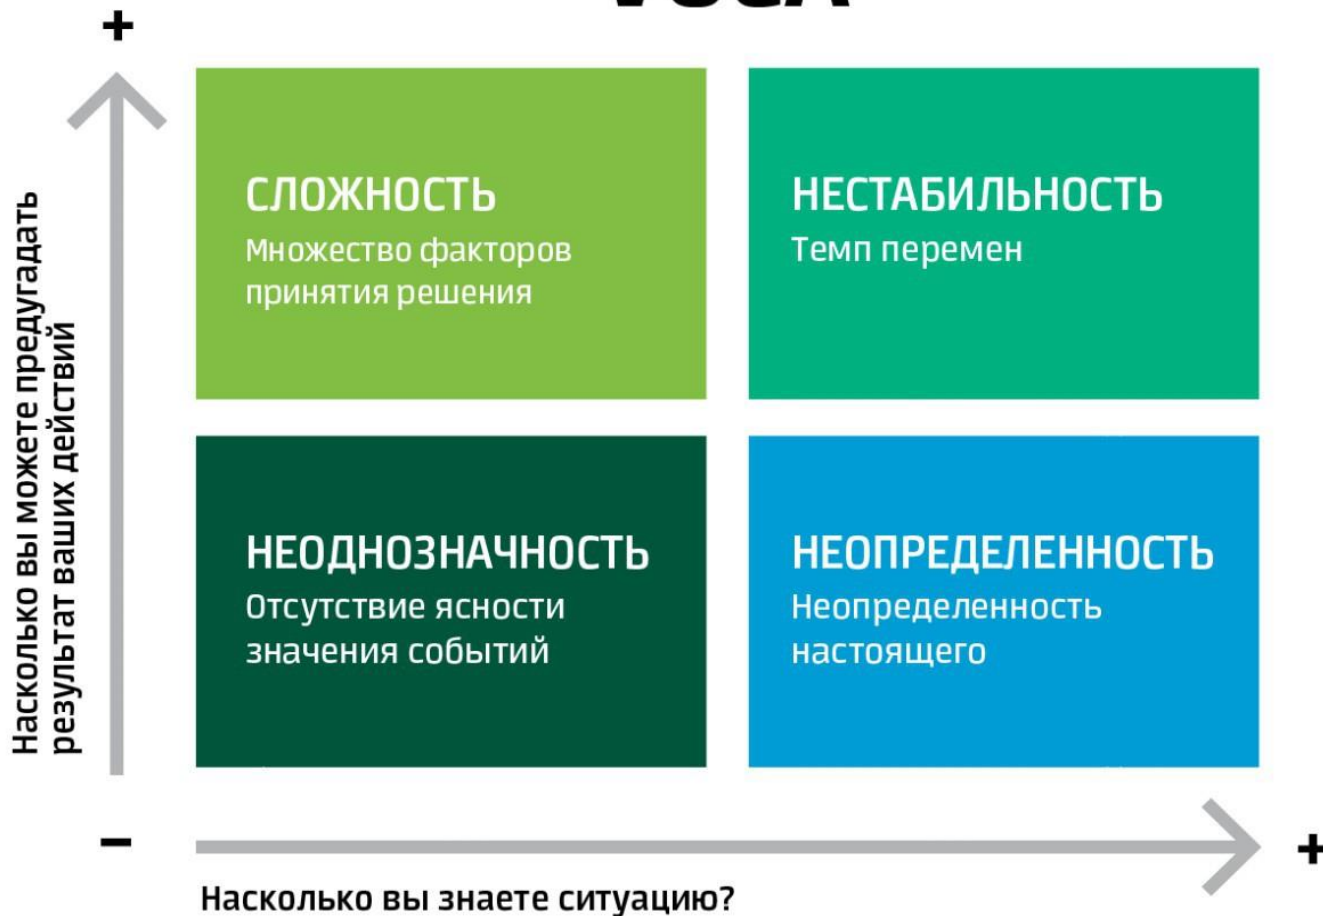 VUCA
+
СЛОЖНОСТЬ
Множество факторов
принятия решения
НЕСТАБИЛЬНОСТЬ
Темп перемен
Насколько вы можете предугадать
результат ваших действий
НЕОДНОЗНАЧНОСТЬ
Отсутствие ясности
значения событий
НЕОПРЕДЕЛЕННОСТЬ
Неопределенность
настоящего
–
+
Насколько вы знаете ситуацию?